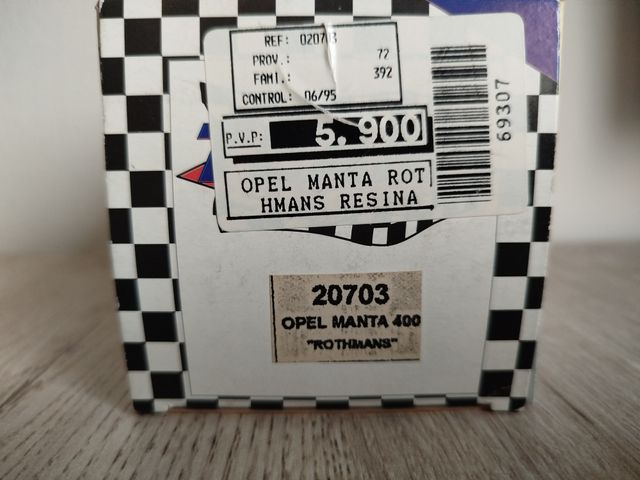 REF: 020703
PROV.: 72
FAMI.: 392
CONTROL: 06/95
P.V.P: 5.900
OPEL MANTA ROT
HMANS RESINA
69307
20703
OPEL MANTA 400
"ROTHMANS"